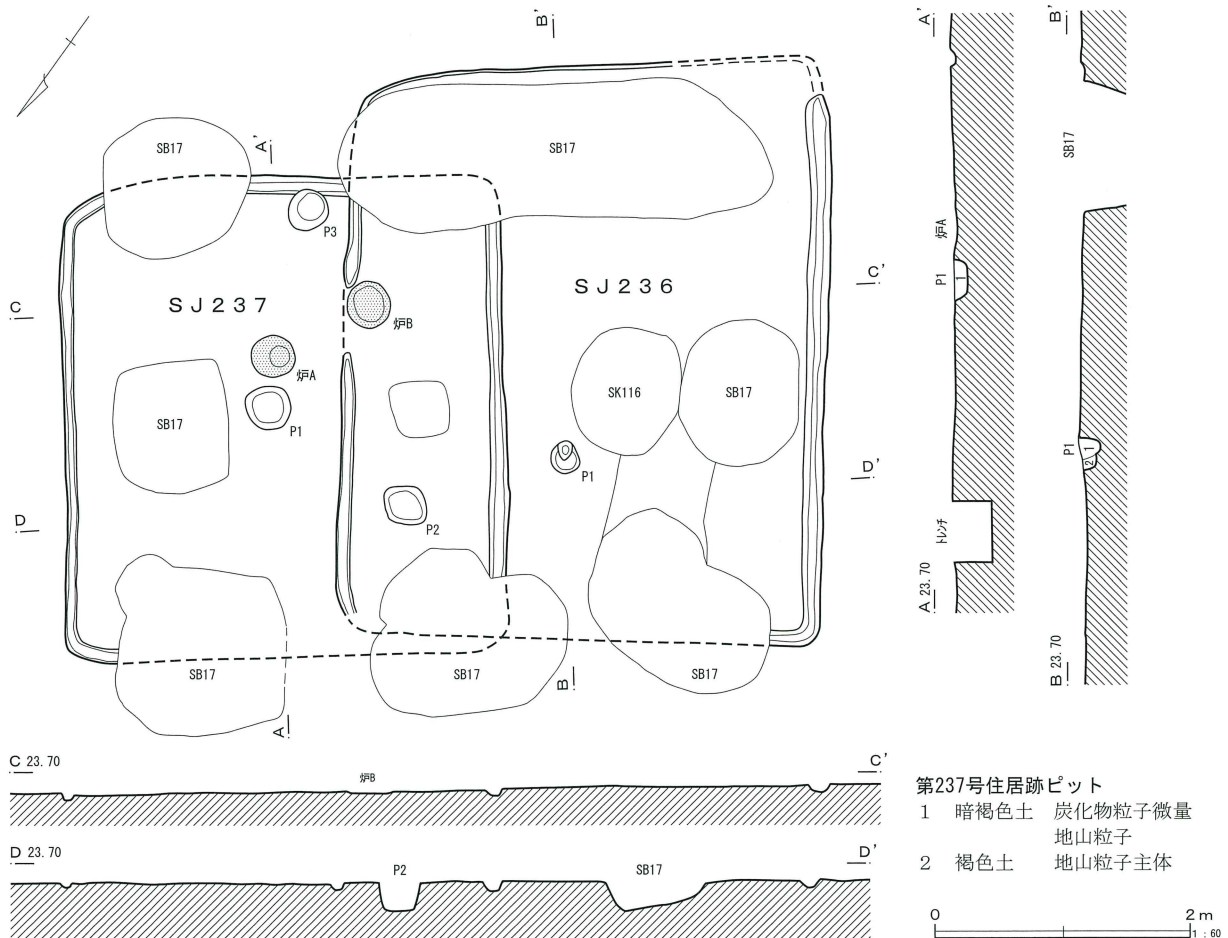 B'
A'
SB17
SB17
P3
C
SJ237
SJ236
C'
炉B
炉A
P1
SB17
SK116
SB17
P1
D'
D
P2
SB17
SB17
SB17
B
A
A'
炉A
P1
1
トレンチ
A 23.70
B'
SB17
P1
1
2
B 23.70
C 23.70
炉B
C'
D 23.70
P2
SB17
D'
第237号住居跡ピット
1 暗褐色土 炭化物粒子微量
地山粒子
2 褐色土 地山粒子主体
0 2m
1:60